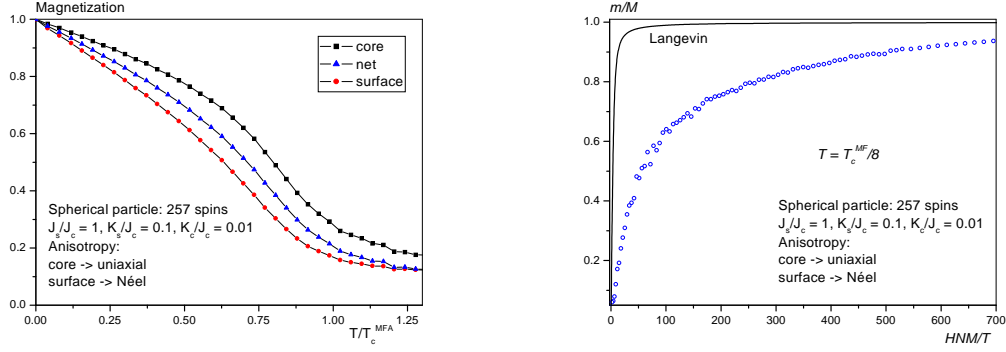 Magnetization
1.0
0.8
0.6
0.4
0.2
0.0
0.00
0.25
0.50
0.75
1.00
1.25
T/T_c^MFA
core
net
surface
Spherical particle: 257 spins
J_s/J_c = 1, K_s/J_c = 0.1, K_c/J_c = 0.01
Anisotropy:
core -> uniaxial
surface -> Néel
m/M
1.0
0.8
0.6
0.4
0.2
0
100
200
300
400
500
600
700
HNM/T
Langevin
T = T_c^MF/8
Spherical particle: 257 spins
J_s/J_c = 1, K_s/J_c = 0.1, K_c/J_c = 0.01
Anisotropy:
core -> uniaxial
surface -> Néel